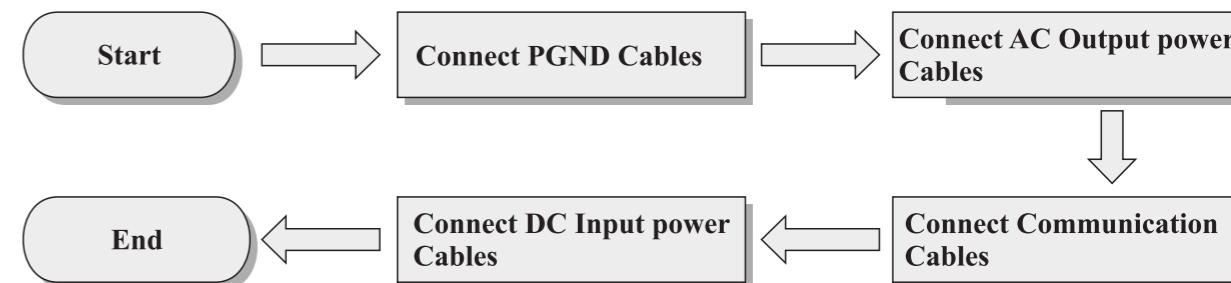 Start
Connect PGND Cables
Connect AC Output power
Cables
Connect Communication
Cables
Connect DC Input power
Cables
End